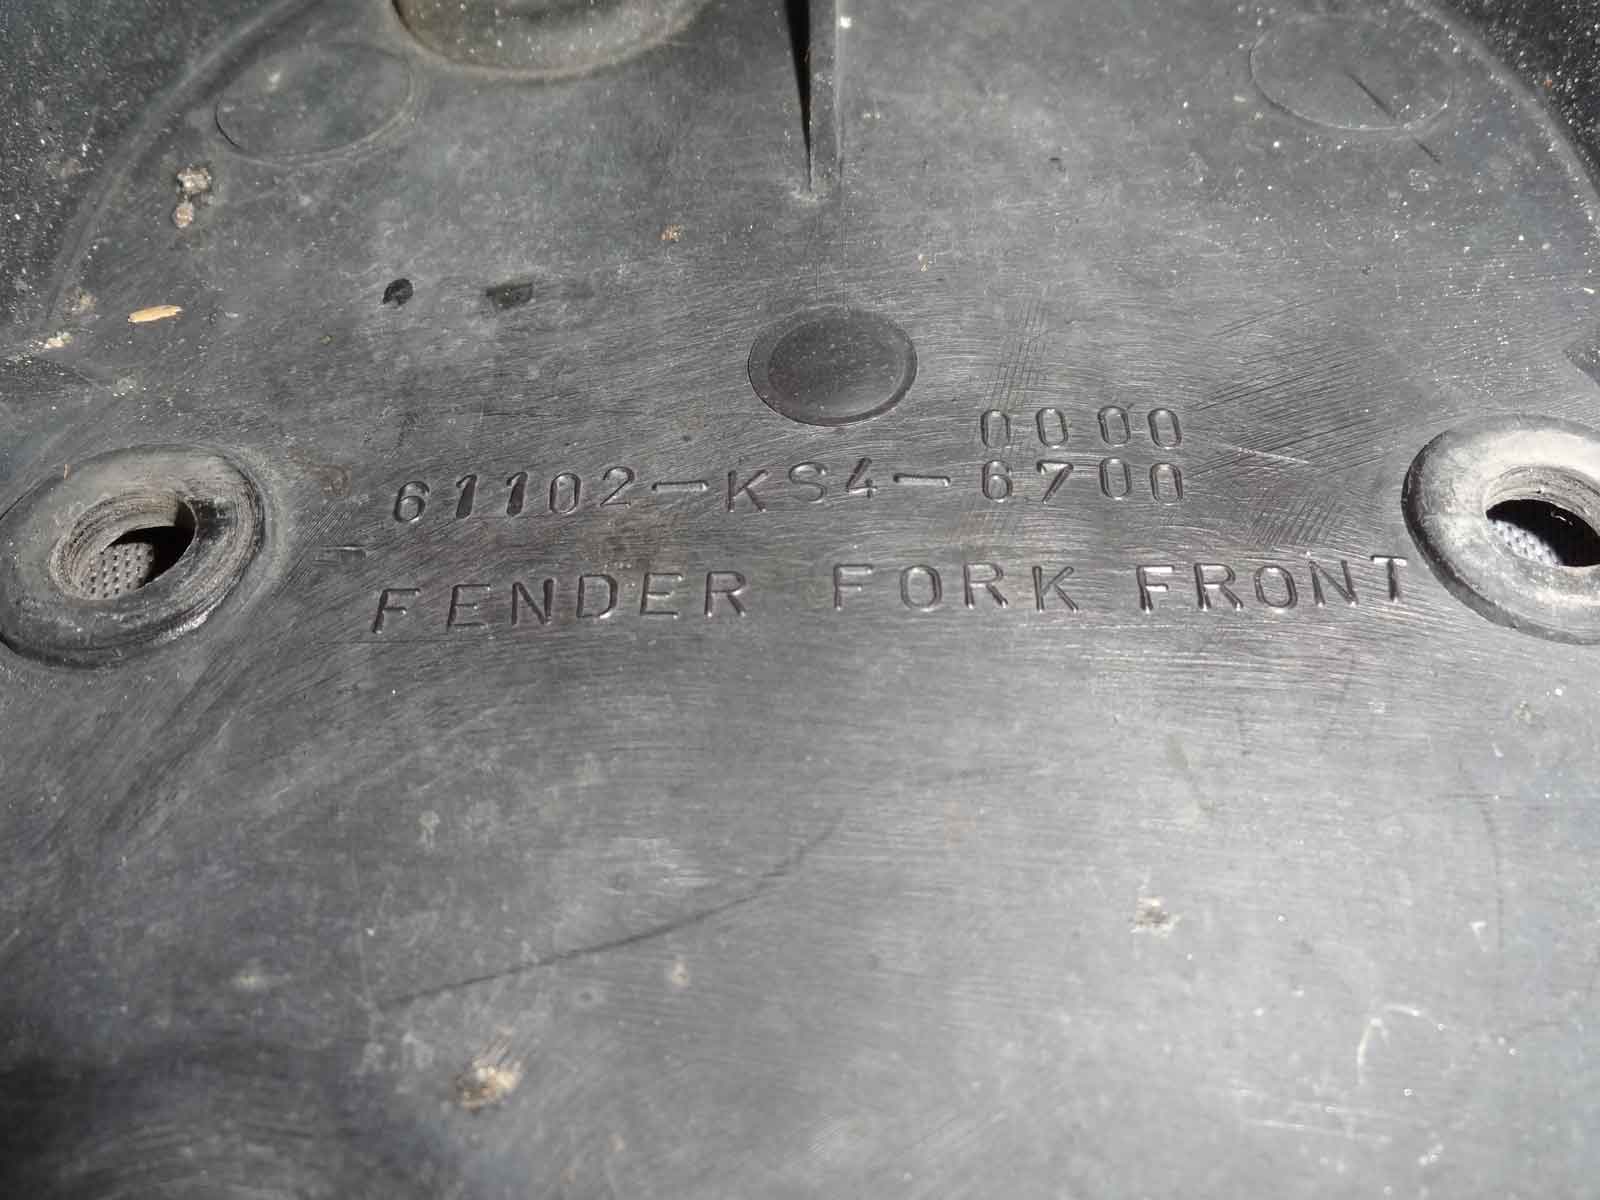 0000
61102-KS4-6700
FENDER FORK FRONT